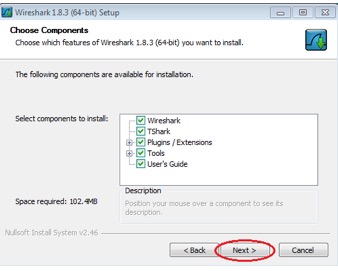 Wireshark 1.8.3 (64-bit) Setup
Choose Components
Choose which features of Wireshark 1.8.3 (64-bit) you want to install.
The following components are available for installation.
Select components to install:
Wireshark
TShark
Plugins / Extensions
Tools
User's Guide
Space required: 102.4MB
Description
Position your mouse over a component to see its
description.
Nullsoft Install System v2.46
< Back
Next >
Cancel